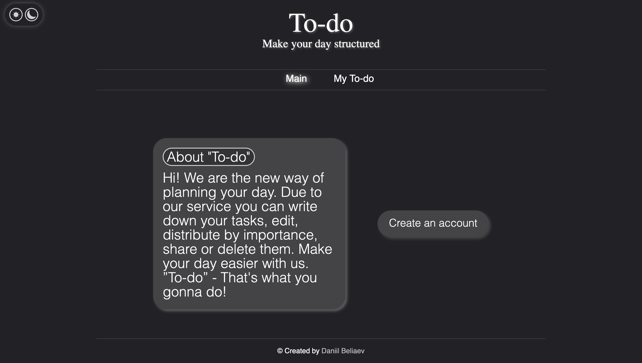 To-do
Make your day structured
Main
My To-do
About "To-do"
Hi! We are the new way of
planning your day. Due to
our service you can write
down your tasks, edit,
distribute by importance,
share or delete them. Make
your day easier with us.
"To-do" - That's what you
gonna do!
Create an account
© Created by Daniil Beliaev